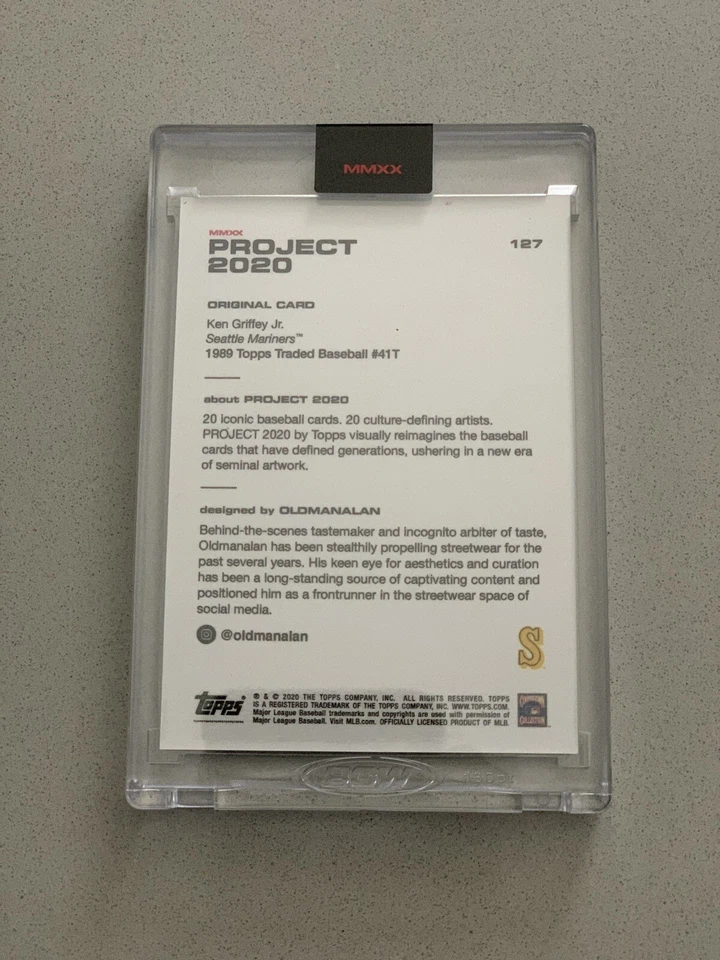 MMXX
MMXX
PROJECT 127
2020
ORIGINAL CARD
Ken Griffey Jr.
Seattle Mariners™
1989 Topps Traded Baseball #41T
about PROJECT 2020
20 iconic baseball cards. 20 culture-defining artists.
PROJECT 2020 by Topps visually reimagines the baseball
cards that have defined generations, ushering in a new era
of seminal artwork.
designed by OLDMANALAN
Behind-the-scenes tastemaker and incognito arbiter of taste,
Oldmanalan has been stealthily propelling streetwear for the
past several years. His keen eye for aesthetics and curation
has been a long-standing source of captivating content and
positioned him as a frontrunner in the streetwear space of
social media.
@oldmanalan
S
Topps
® & © 2020 THE TOPPS COMPANY, INC. ALL RIGHTS RESERVED. TOPPS
IS A REGISTERED TRADEMARK OF THE TOPPS COMPANY, INC. WWW.TOPPS.COM.
Major League Baseball trademarks and copyrights are used with permission of
Major League Baseball. Visit MLB.com. OFFICIALLY LICENSED PRODUCT OF MLB.
COOPERSTOWN
COLLECTION